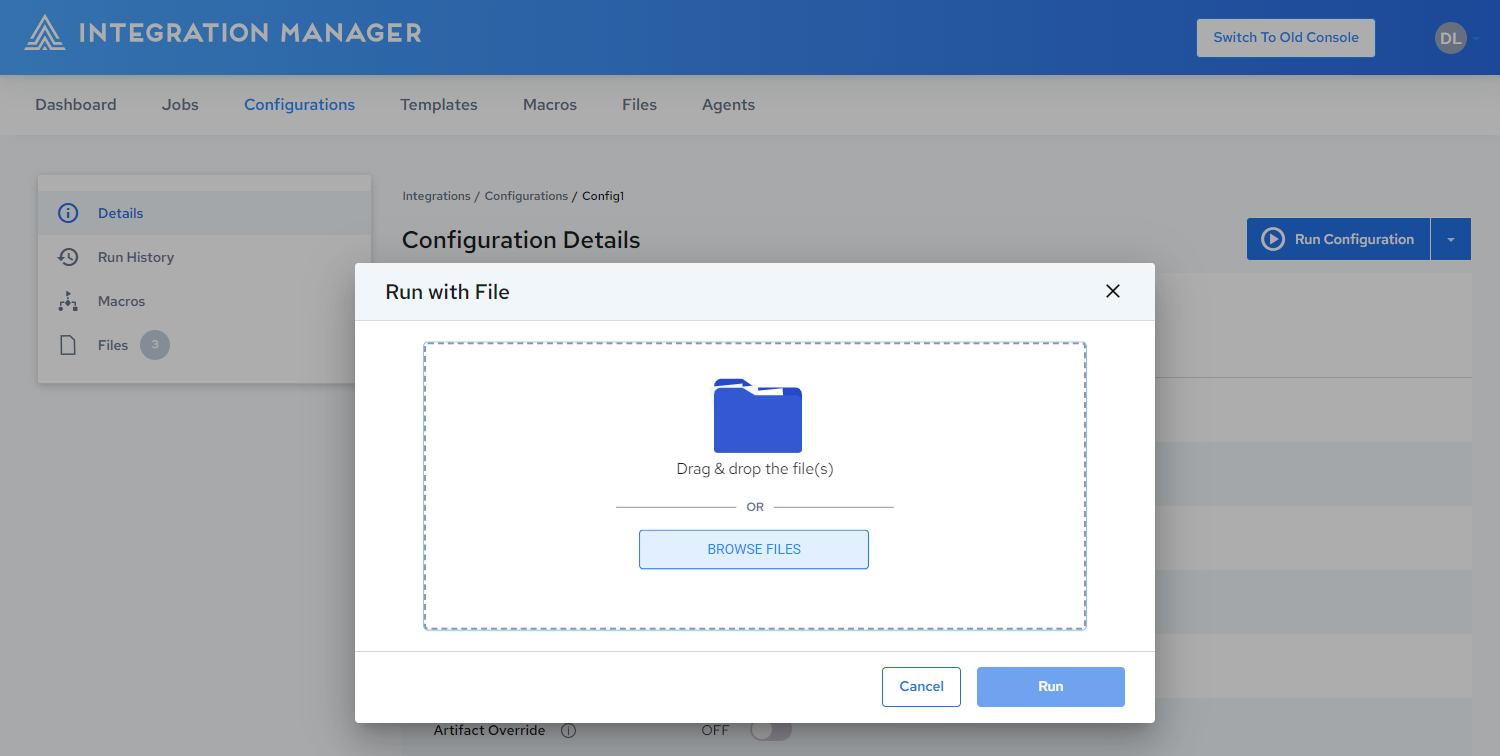 INTEGRATION MANAGER
Switch To Old Console
DL
Dashboard
Jobs
Configurations
Templates
Macros
Files
Agents
Details
Run History
Macros
Files
3
Integrations / Configurations / Config1
Configuration Details
Run Configuration
Run with File
Drag & drop the file(s)
OR
BROWSE FILES
Cancel
Run
Artifact Override
OFF